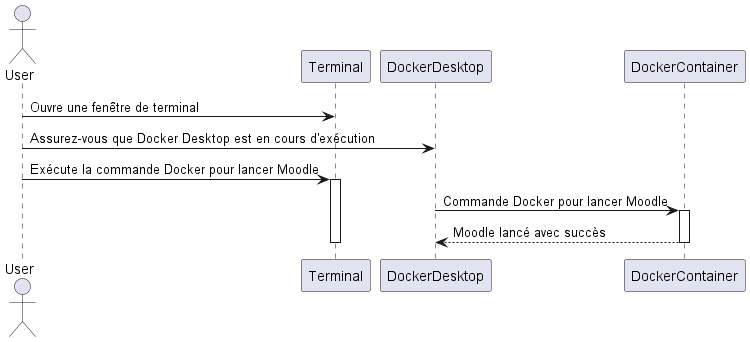 User
Terminal
DockerDesktop
DockerContainer
Ouvre une fenêtre de terminal
Assurez-vous que Docker Desktop est en cours d'exécution
Exécute la commande Docker pour lancer Moodle
Commande Docker pour lancer Moodle
Moodle lancé avec succès
User
Terminal
DockerDesktop
DockerContainer